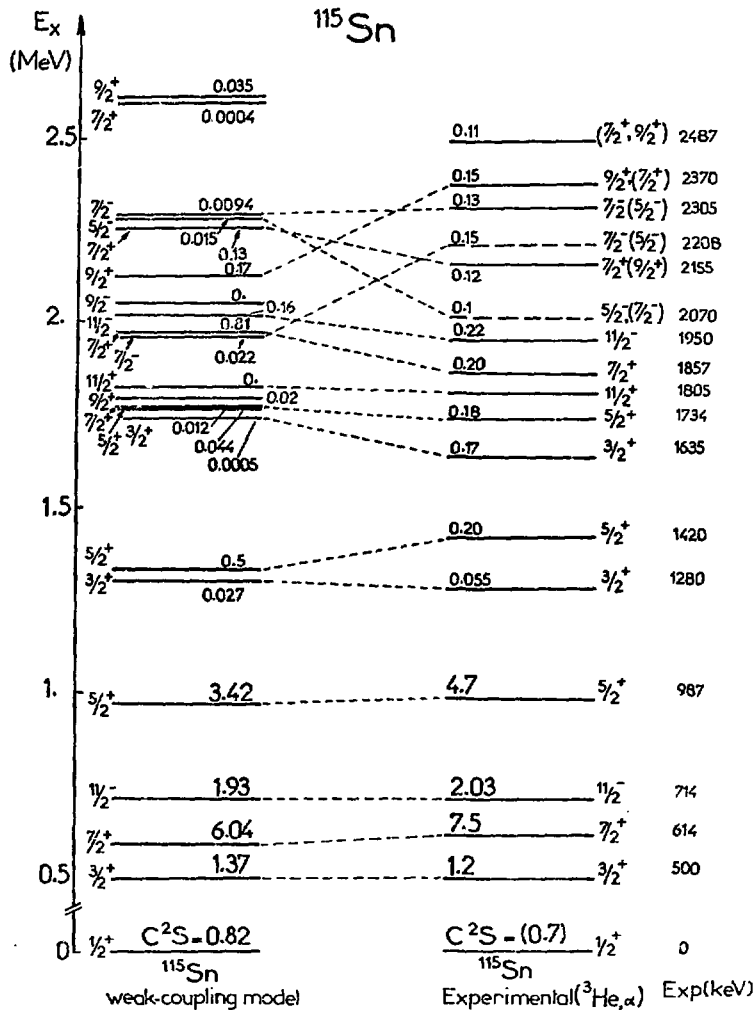 ¹¹⁵Sn
Eₓ
(MeV)
9/2⁺ 0.035
7/2⁺ 0.0004
2.5
0.11 (7/2⁺, 9/2⁺) 2487
0.15 9/2⁺,(7/2⁺) 2370
7/2⁻ 0.0094 0.13 7/2⁻(5/2⁻) 2305
5/2⁻ 0.015
7/2⁺ 0.13 0.15 7/2⁻(5/2⁻) 2208
9/2⁺ 0.17 0.12 7/2⁺(9/2⁺) 2155
9/2⁻ 0. 0.1 5/2⁻,(7/2⁻) 2070
2.
11/2⁻ 0.16 0.22 11/2⁻ 1950
7/2⁺ 0.81
7/2⁻ 0.022 0.20 7/2⁺ 1857
11/2⁺ 0. 11/2⁺ 1805
9/2⁺ 0.02
7/2⁺ 0.012 0.18 5/2⁺ 1734
5/2⁺ 3/2⁺ 0.044
0.0005 0.17 3/2⁺ 1635
1.5
5/2⁺ 0.5 0.20 5/2⁺ 1420
3/2⁺ 0.027 0.055 3/2⁺ 1280
1.
5/2⁺ 3.42 4.7 5/2⁺ 987
11/2⁻ 1.93 2.03 11/2⁻ 714
7/2⁺ 6.04 7.5 7/2⁺ 614
0.5 3/2⁺ 1.37 1.2 3/2⁺ 500
0 1/2⁺ C²S=0.82 C²S=(0.7) 1/2⁺ 0
¹¹⁵Sn ¹¹⁵Sn
weak-coupling model Experimental(³He,α) Exp(keV)